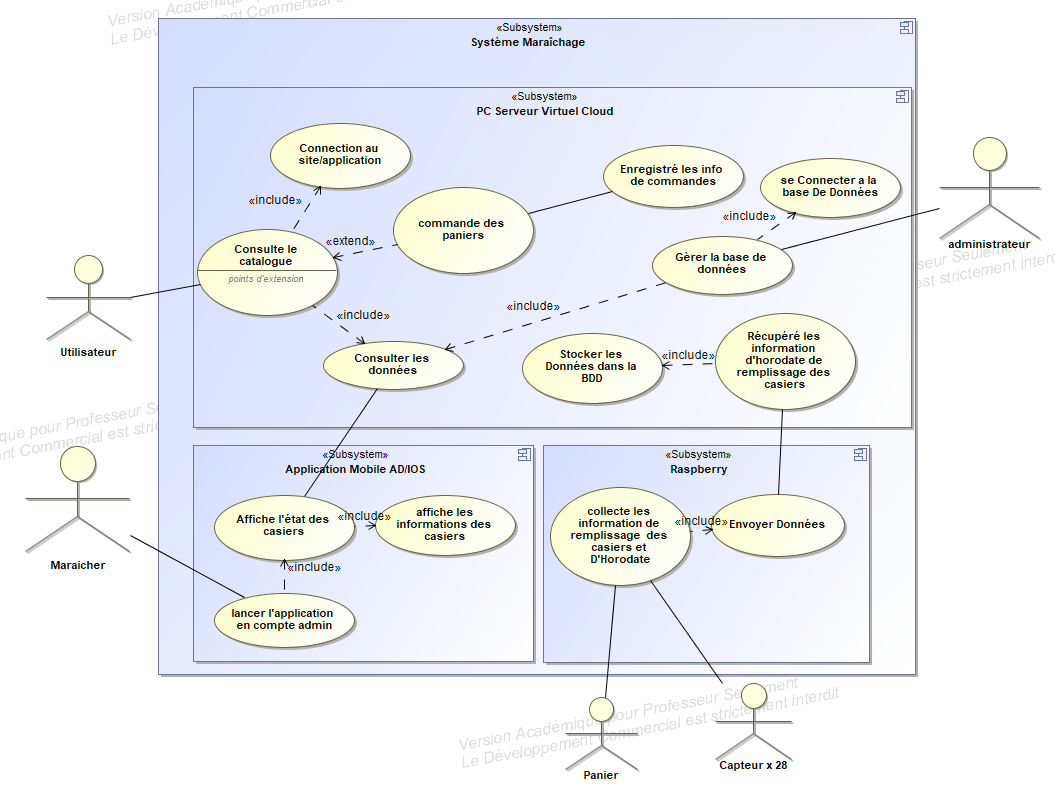 Version Académique
Le Dév
pement Commercial est
«Subsystem»
Système Maraîchage
«Subsystem»
PC Serveur Virtuel Cloud
Connection au
site/application
Enregistré les info
de commandes
se Connecter a la
base De Données
«include»
«include»
commande des
paniers
administrateur
«extend»
Consulte le
catalogue
points d'extension
Gèrer la base de
données
seur Seulement
est strictement interd
«include»
«include»
Utilisateur
Consulter les
données
Stocker les
Données dans la
BDD
«include»
Récupéré les
information
d'horodate de
remplissage des
casiers
que pour Professeur S
nt Commercial est stric
«Subsystem»
Application Mobile AD/IOS
«Subsystem»
Raspberry
Affiche l'état des
casiers
«include»
affiche les
informations des
casiers
collecte les
information de
remplissage des
casiers et
D'Horodate
«include»
Envoyer Données
Maraicher
«include»
lancer l'application
en compte admin
Version Académique pour Professeur Seulement
Le Développement Commercial est strictement interdit
Panier
Capteur x 28